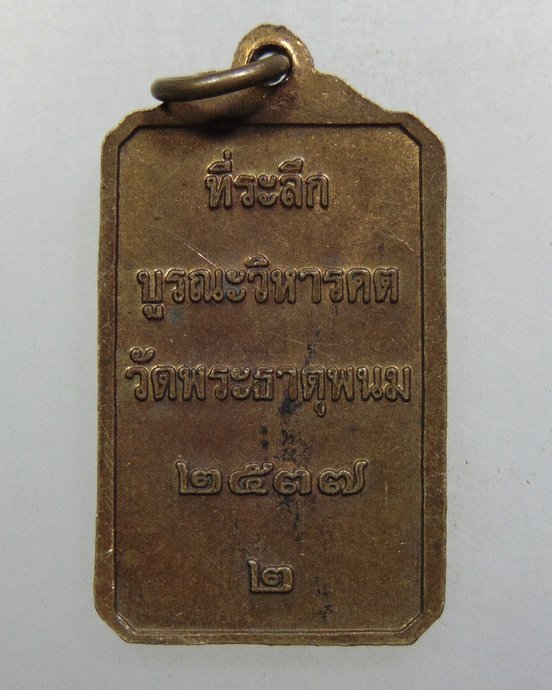 ที่ระลึก
บูรณะวิหารคต
วัดพระธาตุพนม
๒๕๓๗
๒